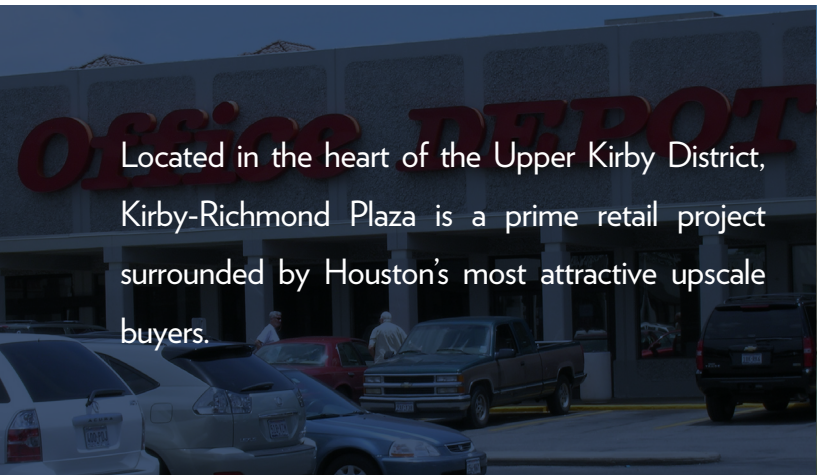 Office DEPOT
Located in the heart of the Upper Kirby District,
Kirby-Richmond Plaza is a prime retail project
surrounded by Houston's most attractive upscale
buyers.